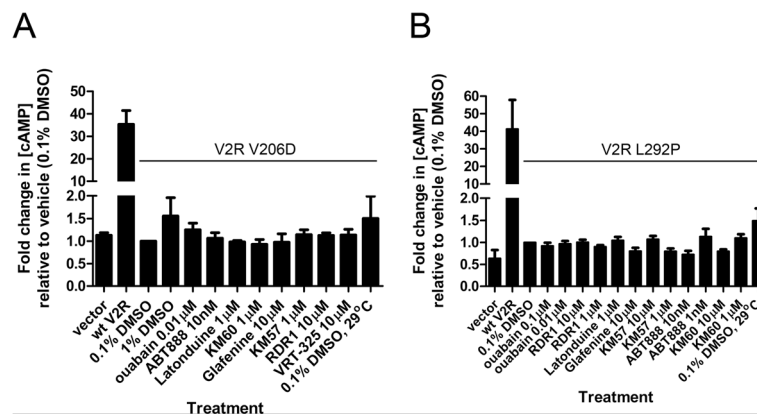 A
Fold change in [cAMP]
relative to vehicle (0.1% DMSO)
50
40
30
20
10
2.0
1.5
1.0
0.5
0.0
V2R V206D
vector
wt V2R
0.1% DMSO
1% DMSO
ouabain 0.01μM
ABT888 10nM
Latonduine 1μM
KM60 1μM
Glafenine 10μM
KM57 1μM
RDR1 10μM
VRT-325 10μM
0.1% DMSO, 29°C
Treatment
B
Fold change in [cAMP]
relative to vehicle (0.1% DMSO)
60
50
40
30
20
10
2.0
1.5
1.0
0.5
0.0
V2R L292P
vector
wt V2R
0.1% DMSO
ouabain 0.1μM
ouabain 0.01μM
RDR1 10μM
RDR1 1μM
Latonduine 1μM
Glafenine 10μM
KM57 10μM
KM57 1μM
ABT888 10nM
ABT888 1nM
KM60 10μM
KM60 1μM
0.1% DMSO, 29°C
Treatment